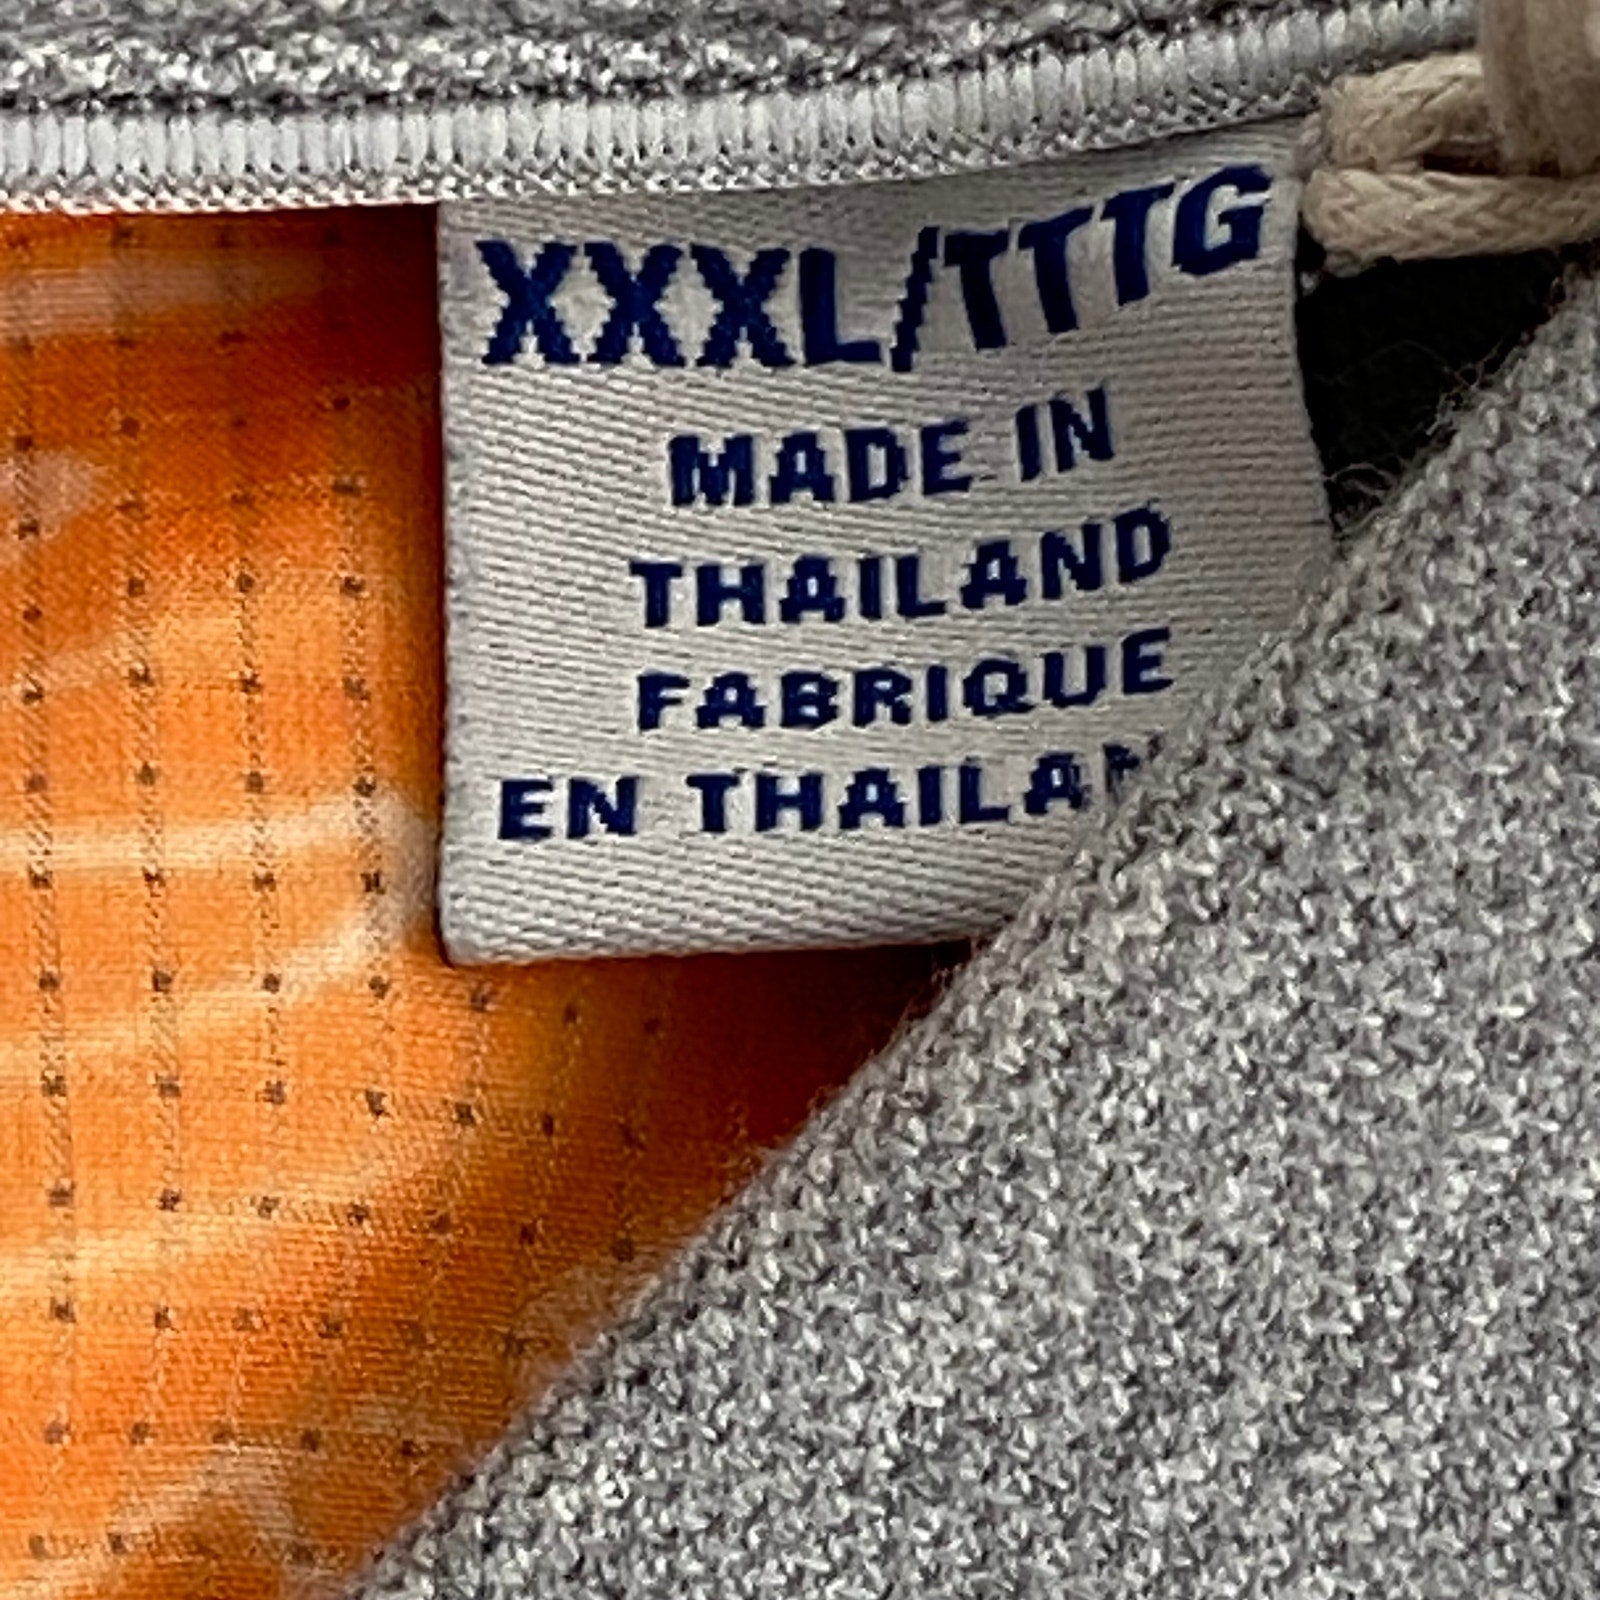 XXXL/TTTG
MADE IN
THAILAND
FABRIQUE
EN THAILAN